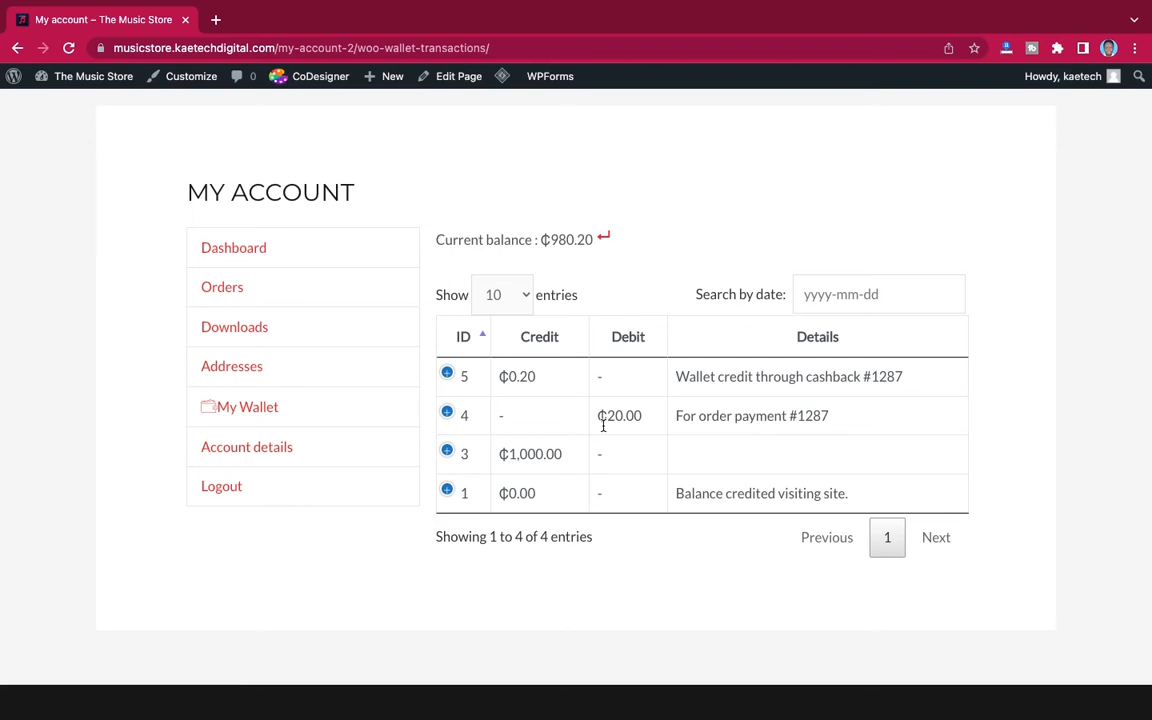 My account – The Music Store
musicstore.kaetechdigital.com/my-account-2/woo-wallet-transactions/
The Music Store Customize 0 CoDesigner New Edit Page WPForms Howdy, kaetech
MY ACCOUNT
Dashboard
Orders
Downloads
Addresses
My Wallet
Account details
Logout
Current balance : ₵980.20
Show 10 entries Search by date: yyyy-mm-dd
ID Credit Debit Details
5 ₵0.20 - Wallet credit through cashback #1287
4 - ₵20.00 For order payment #1287
3 ₵1,000.00 -
1 ₵0.00 - Balance credited visiting site.
Showing 1 to 4 of 4 entries Previous 1 Next